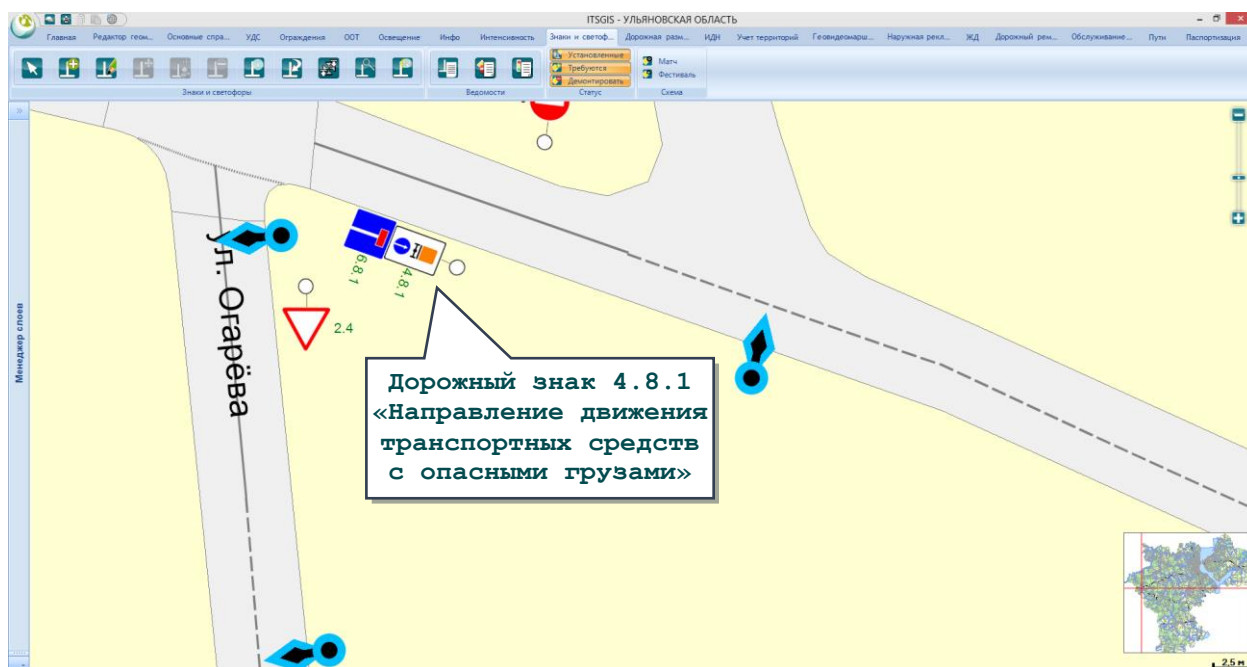 ITSGIS - УЛЬЯНОВСКАЯ ОБЛАСТЬ
Главная Редактор геом... Основные спра... УДС Ограждения ООТ Освещение Инфо Интенсивность Знаки и светоф... Дорожная разм... ИДН Учет территорий Геовидеомарш... Наружная рекл... ЖД Дорожный рем... Обслуживание... Пути Паспортизация
Установленные
Требуются
Демонтировать
Матч
Фестиваль
Знаки и светофоры Ведомости Статус Схема
Менеджер слоев
ул. Огарёва
6.8.1
4.8.1
2.4
Дорожный знак 4.8.1
«Направление движения
транспортных средств
с опасными грузами»
2,5 м